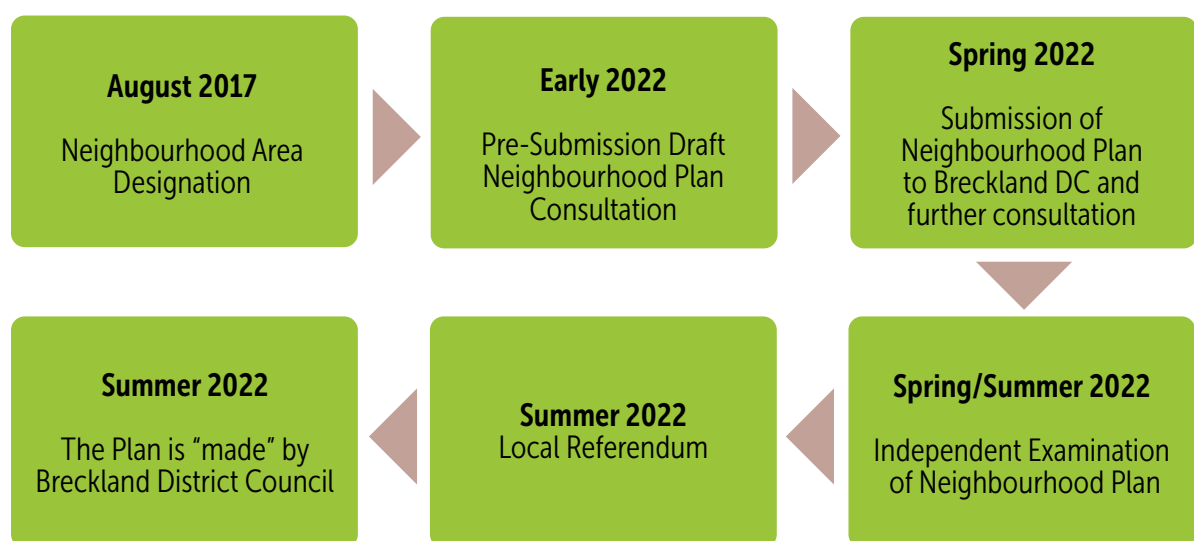 August 2017
Neighbourhood Area
Designation
Early 2022
Pre-Submission Draft
Neighbourhood Plan
Consultation
Spring 2022
Submission of
Neighbourhood Plan
to Breckland DC and
further consultation
Spring/Summer 2022
Independent Examination
of Neighbourhood Plan
Summer 2022
Local Referendum
Summer 2022
The Plan is “made” by
Breckland District Council